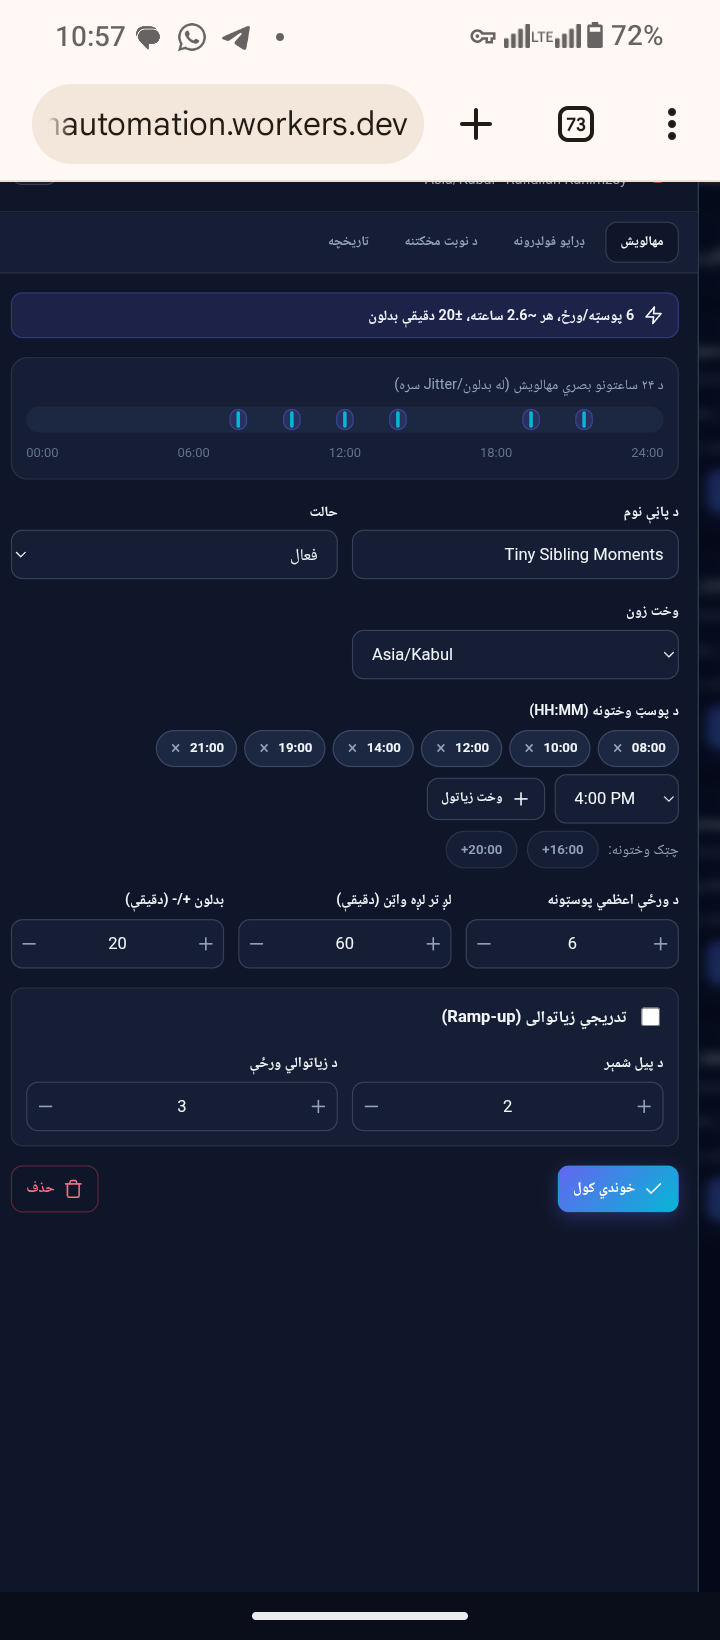 10:57
LTE 72%
automation.workers.dev
73
مهالویش
ډرایو فولډرونه
د نوبت مخکتنه
تاریخچه
6 پوسټه/ورځ، هر ~2.6 ساعته، ±20 دقیقې بدلون
د ۲۴ ساعتونو بصري مهالویش (له بدلون/Jitter سره)
00:00 06:00 12:00 18:00 24:00
د پاڼې نوم
حالت
Tiny Sibling Moments
فعال
وخت زون
Asia/Kabul
د پوسټ وختونه (HH:MM)
08:00 ×
10:00 ×
12:00 ×
14:00 ×
19:00 ×
21:00 ×
4:00 PM
+ وخت زیاتول
چټک وختونه:
+16:00
+20:00
د ورځې اعظمي پوسټونه
لږ تر لږه واټن (دقیقې)
بدلون +/- (دقیقې)
+ 6 −
+ 60 −
+ 20 −
تدریجي زیاتوالی (Ramp-up)
د پیل شمېر
د زیاتوالي ورځې
+ 2 −
+ 3 −
خوندي کول
حذف